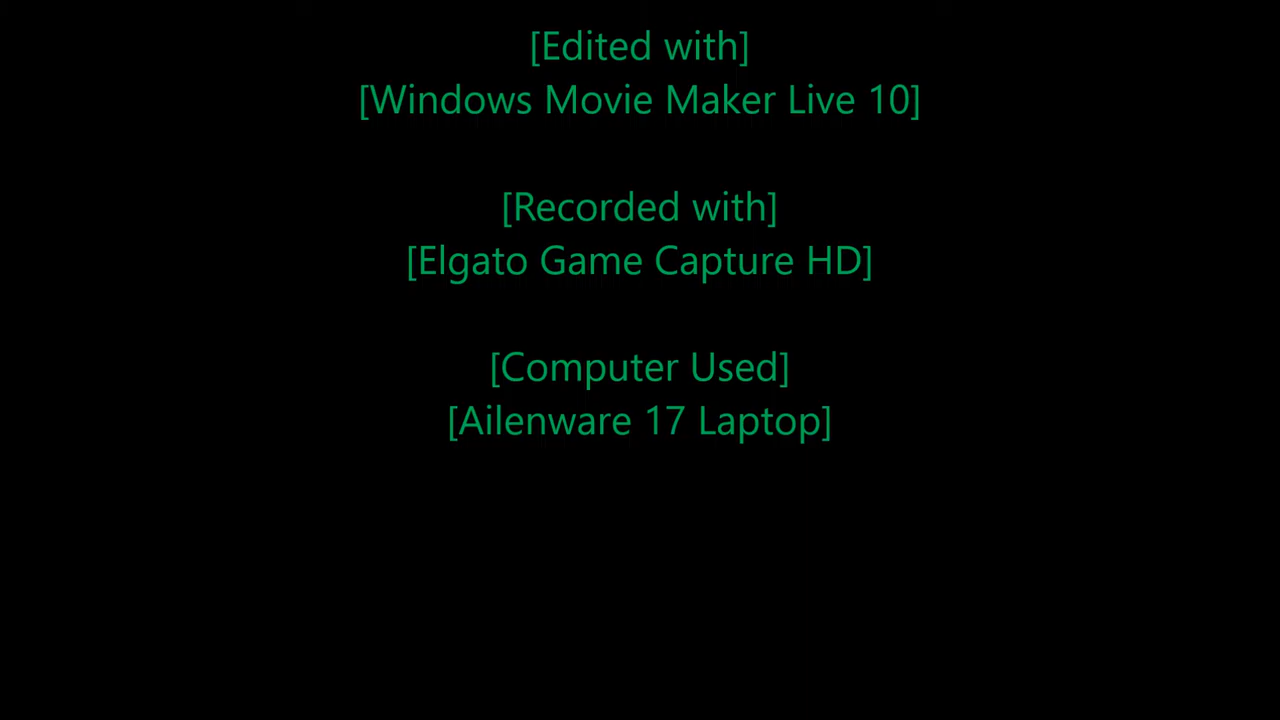 [Edited with]
[Windows Movie Maker Live 10]
[Recorded with]
[Elgato Game Capture HD]
[Computer Used]
[Ailenware 17 Laptop]